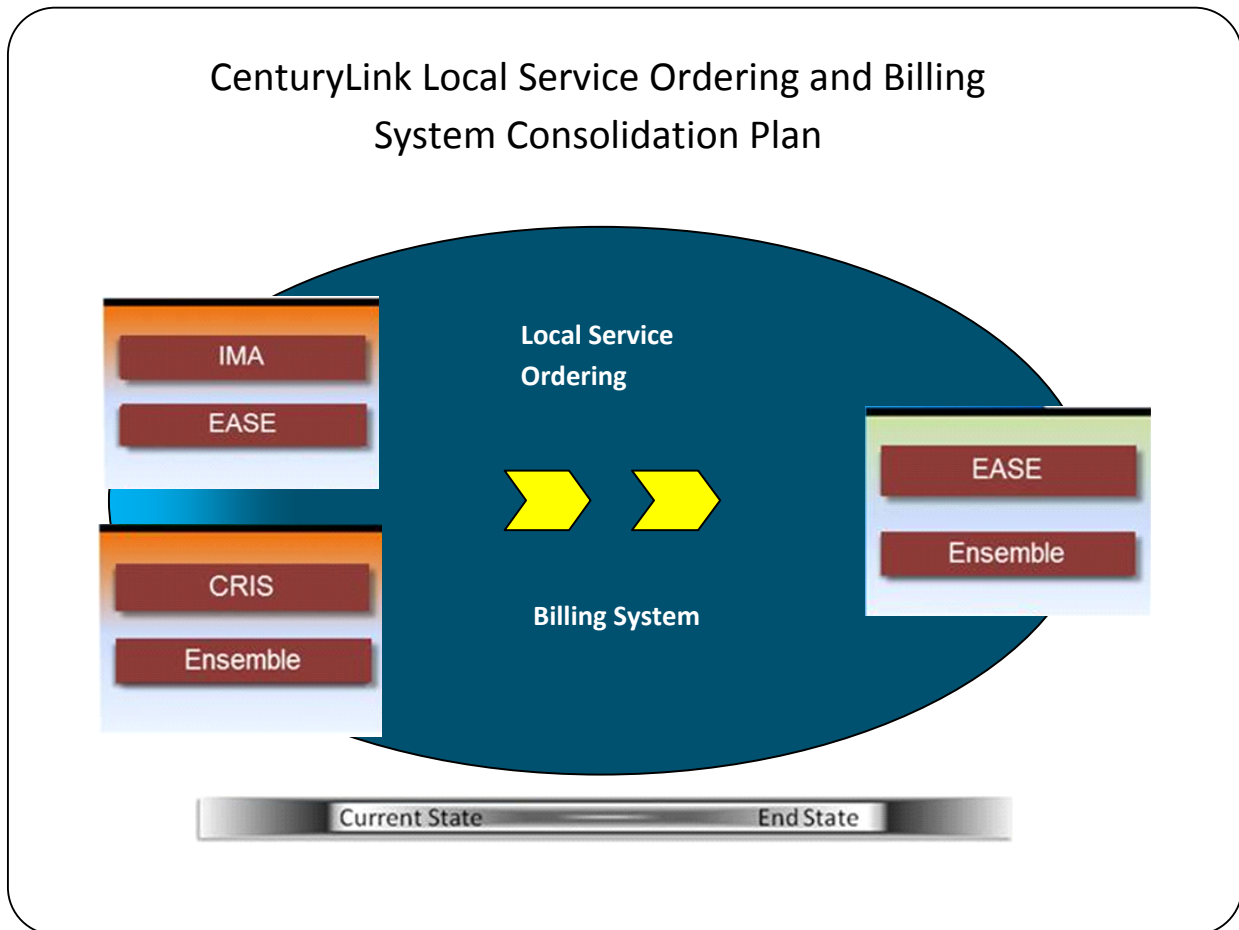 CenturyLink Local Service Ordering and Billing
System Consolidation Plan
IMA
EASE
Local Service
Ordering
CRIS
Ensemble
Billing System
EASE
Ensemble
Current State
End State